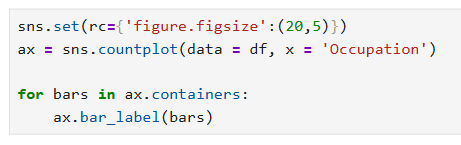 sns.set(rc={'figure.figsize':(20,5)})
ax = sns.countplot(data = df, x = 'Occupation')

for bars in ax.containers:
    ax.bar_label(bars)